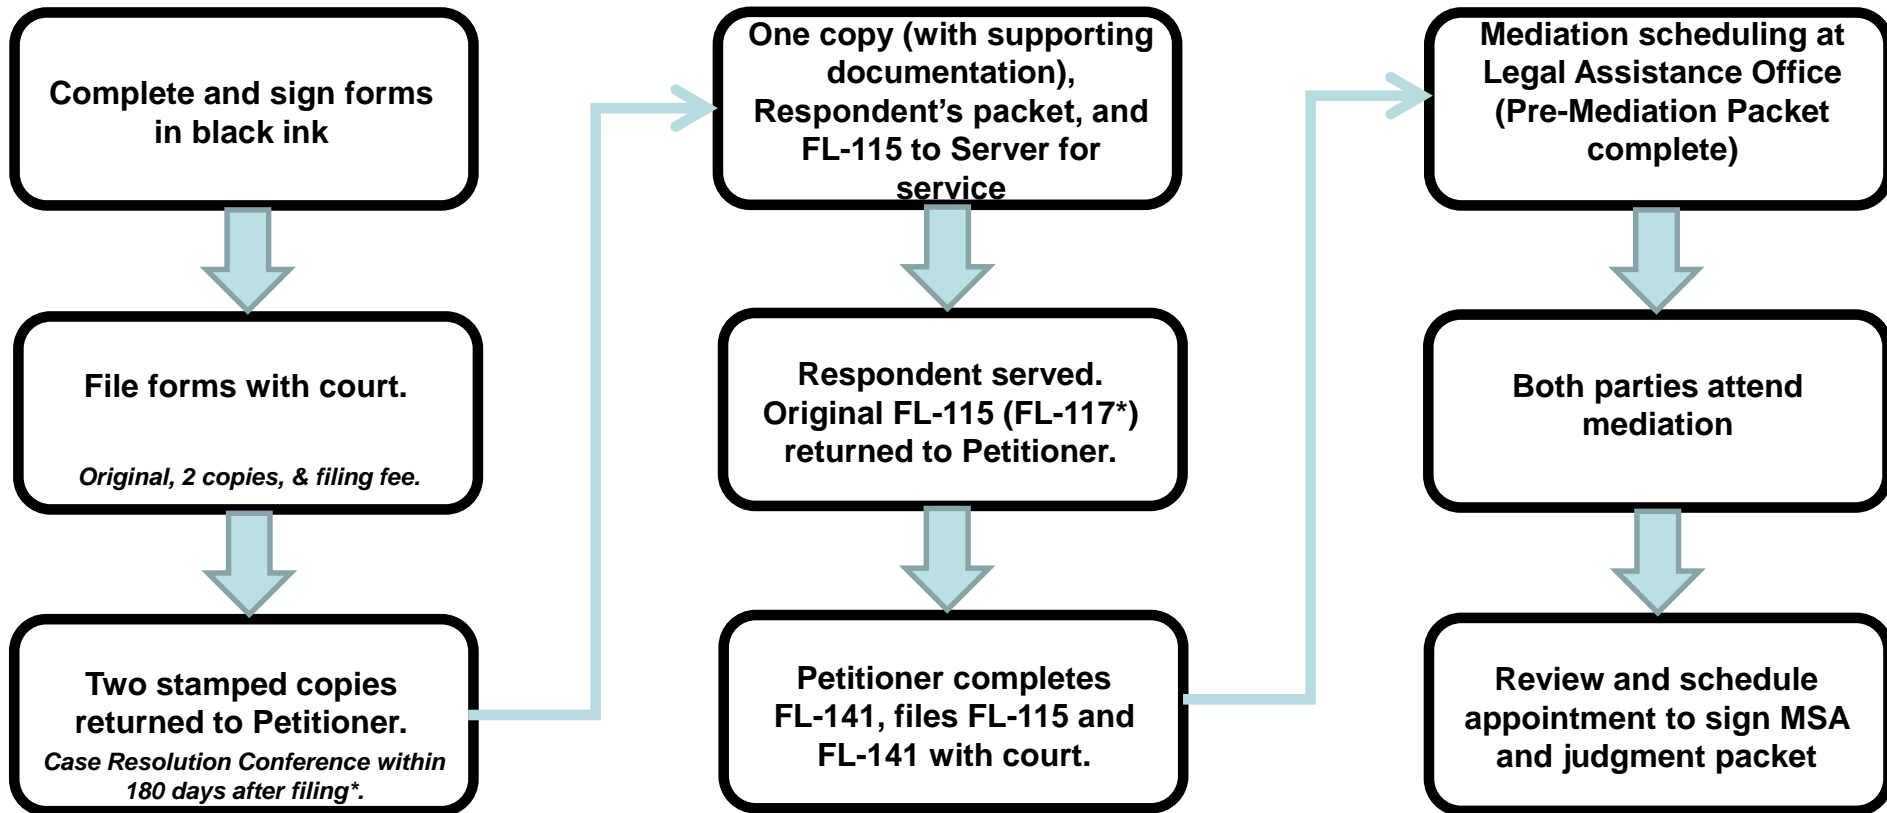 Complete and sign forms
in black ink
File forms with court.
Original, 2 copies, & filing fee.
Two stamped copies
returned to Petitioner.
Case Resolution Conference within
180 days after filing*.
One copy (with supporting
documentation),
Respondent’s packet, and
FL-115 to Server for
service
Respondent served.
Original FL-115 (FL-117*)
returned to Petitioner.
Petitioner completes
FL-141, files FL-115 and
FL-141 with court.
Mediation scheduling at
Legal Assistance Office
(Pre-Mediation Packet
complete)
Both parties attend
mediation
Review and schedule
appointment to sign MSA
and judgment packet